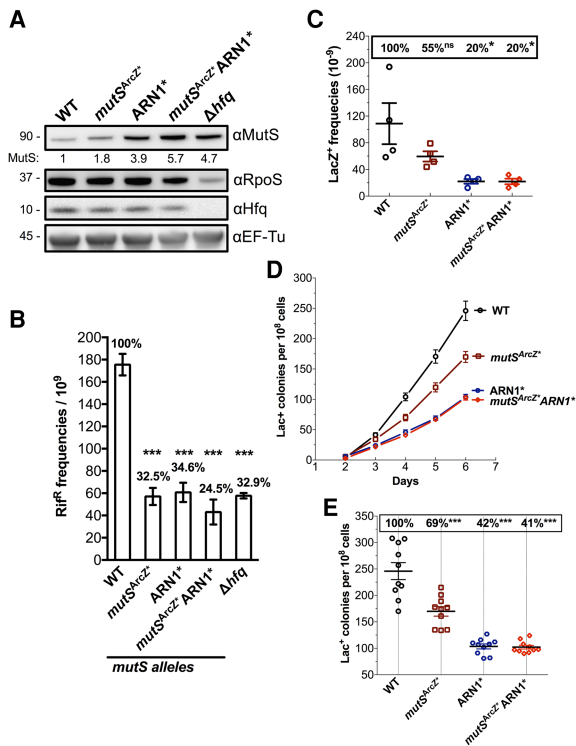 A
WT
mutS^ArcZ*
ARN1*
mutS^ArcZ* ARN1*
Δhfq
90 - αMutS
MutS: 1 1.8 3.9 5.7 4.7
37 - αRpoS
10 - αHfq
45 - αEF-Tu
B
Rif^R frequencies / 10^9
200
180
160
140
120
100
80
60
40
20
0
100%
*** *** *** ***
32.5% 34.6% 24.5% 32.9%
WT
mutS^ArcZ*
ARN1*
mutS^ArcZ* ARN1*
Δhfq
mutS alleles
C
LacZ^+ frequecies (10^-9)
100% 55%^ns 20%* 20%*
240
200
160
120
80
40
0
WT
mutS^ArcZ*
ARN1*
mutS^ArcZ* ARN1*
D
Lac+ colonies per 10^8 cells
300
250
200
150
100
50
0
1 2 3 4 5 6 7
Days
WT
mutS^ArcZ*
ARN1*
mutS^ArcZ* ARN1*
E
Lac^+ colonies per 10^8 cells
100% 69%*** 42%*** 41%***
350
300
250
200
150
100
50
WT
mutS^ArcZ*
ARN1*
mutS^ArcZ* ARN1*